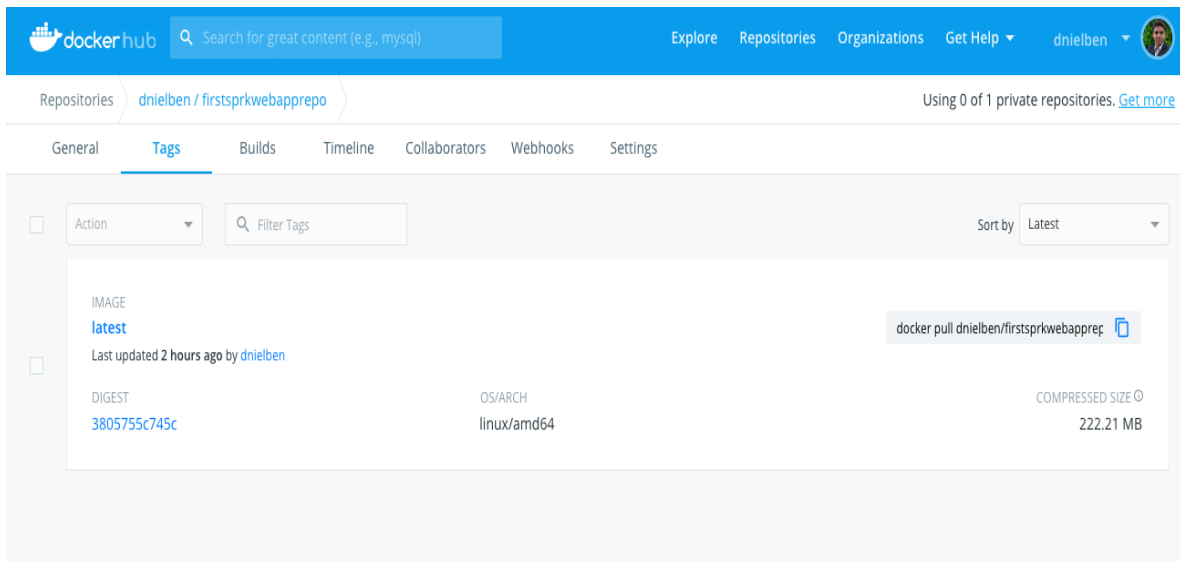 dockerhub Search for great content (e.g., mysql) Explore Repositories Organizations Get Help dnielben
Repositories dnielben / firstsprkwebapprepo Using 0 of 1 private repositories. Get more
General Tags Builds Timeline Collaborators Webhooks Settings
Action Filter Tags Sort by Latest
IMAGE
latest docker pull dnielben/firstsprkwebapprep
Last updated 2 hours ago by dnielben
DIGEST OS/ARCH COMPRESSED SIZE
3805755c745c linux/amd64 222.21 MB